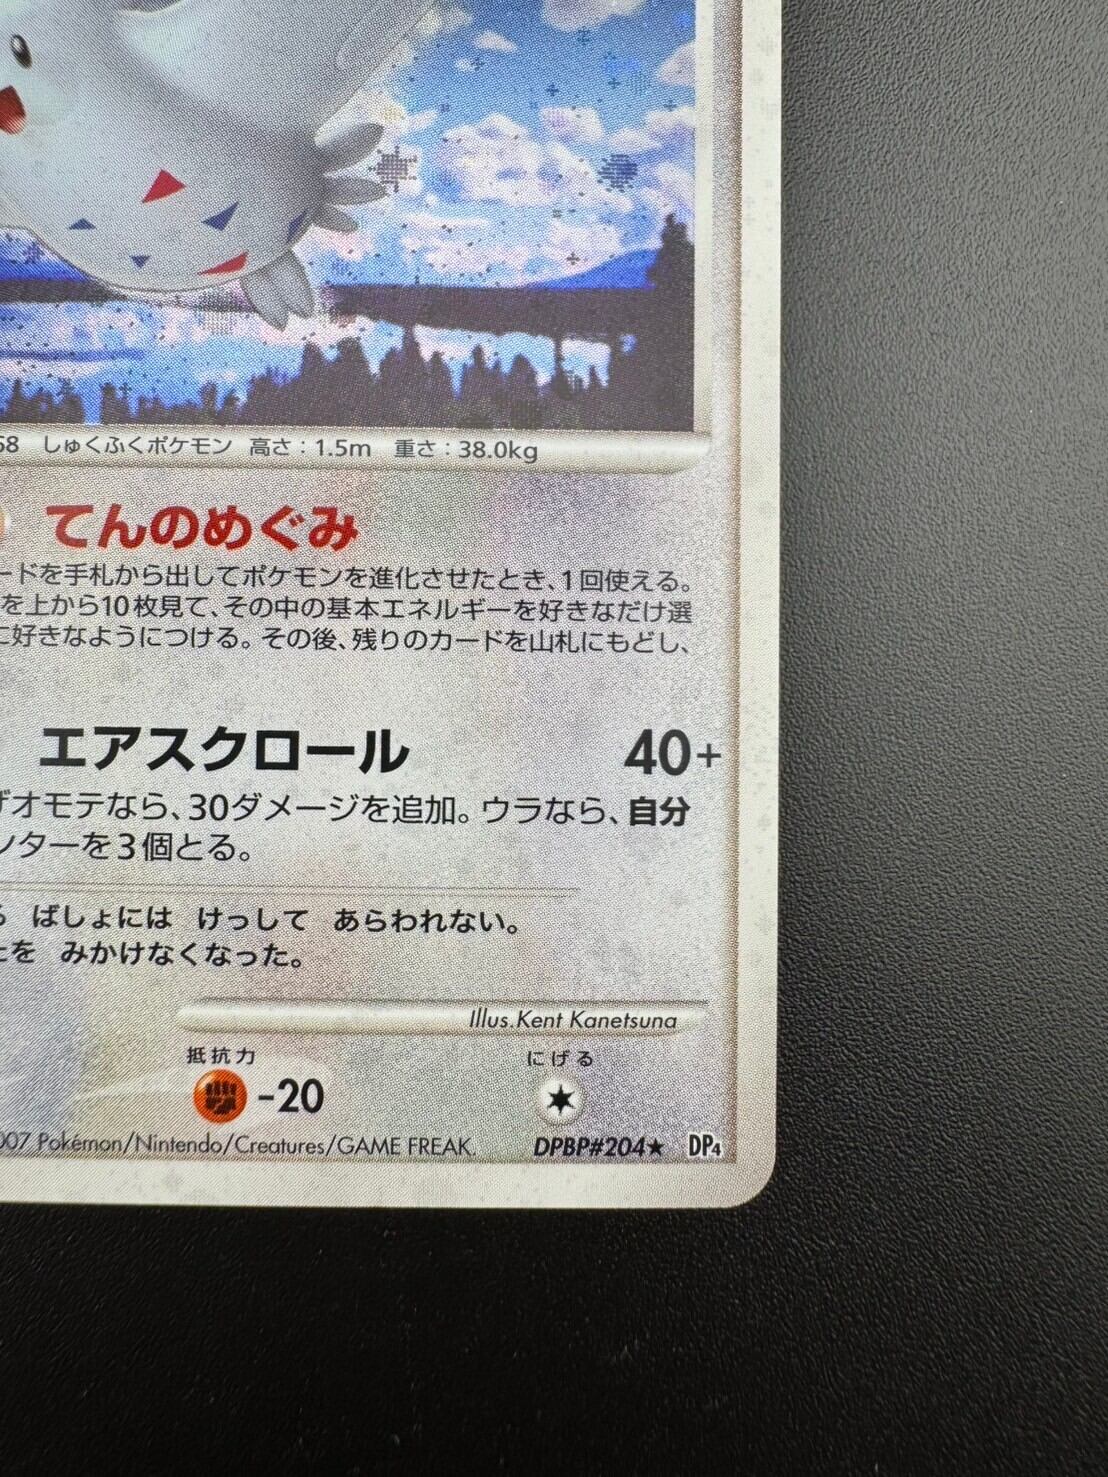 68 しゅくふくポケモン 高さ：1.5m 重さ：38.0kg
てんのめぐみ
ードを手札から出してポケモンを進化させたとき、1回使える。
を上から10枚見て、その中の基本エネルギーを好きなだけ選
に好きなようにつける。その後、残りのカードを山札にもどし、
エアスクロール 40+
オモテなら、30ダメージを追加。ウラなら、自分
ンターを3個とる。
ばしょには けっして あらわれない。
を みかけなくなった。
Illus.Kent Kanetsuna
抵抗力 にげる
-20
007 Pokémon/Nintendo/Creatures/GAME FREAK. DPBP#204★ DP4